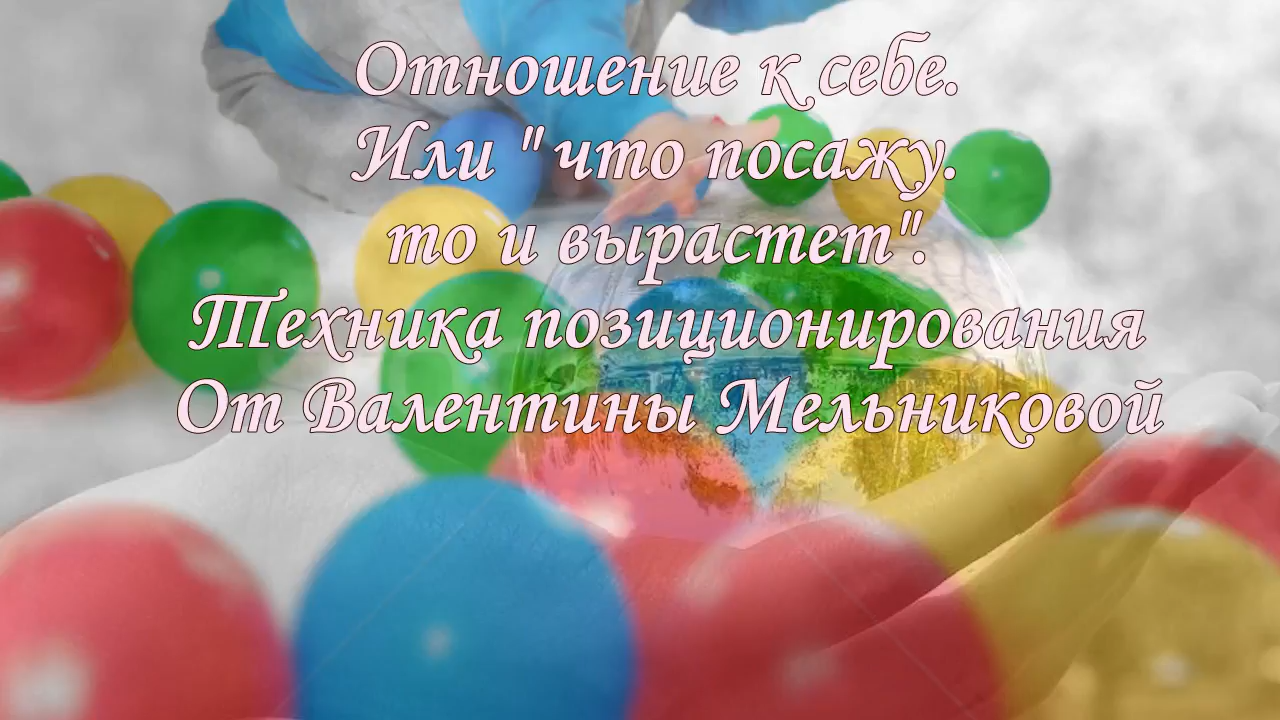 Отношение к себе.
Или "что посажу.
то и вырастет".
Техника позиционирования
От Валентины Мельниковой